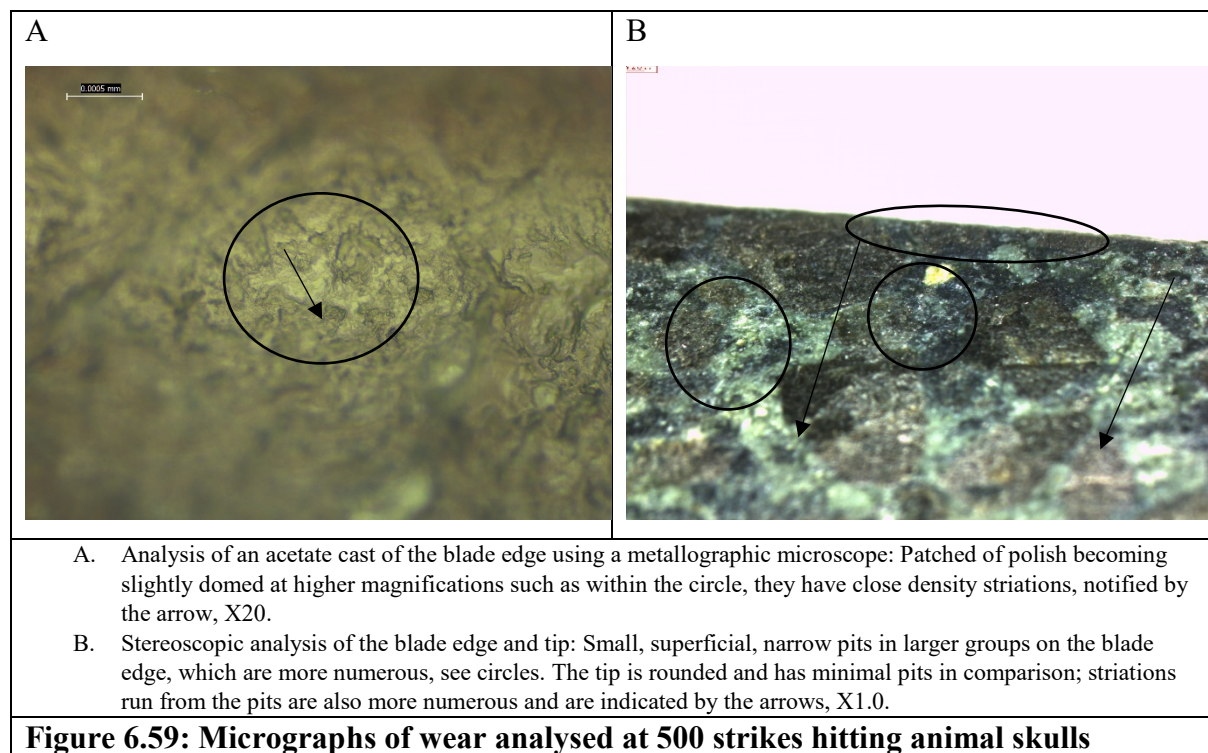 A
B
0.0005 mm
A. Analysis of an acetate cast of the blade edge using a metallographic microscope: Patched of polish becoming
slightly domed at higher magnifications such as within the circle, they have close density striations, notified by
the arrow, X20.
B. Stereoscopic analysis of the blade edge and tip: Small, superficial, narrow pits in larger groups on the blade
edge, which are more numerous, see circles. The tip is rounded and has minimal pits in comparison; striations
run from the pits are also more numerous and are indicated by the arrows, X1.0.
Figure 6.59: Micrographs of wear analysed at 500 strikes hitting animal skulls